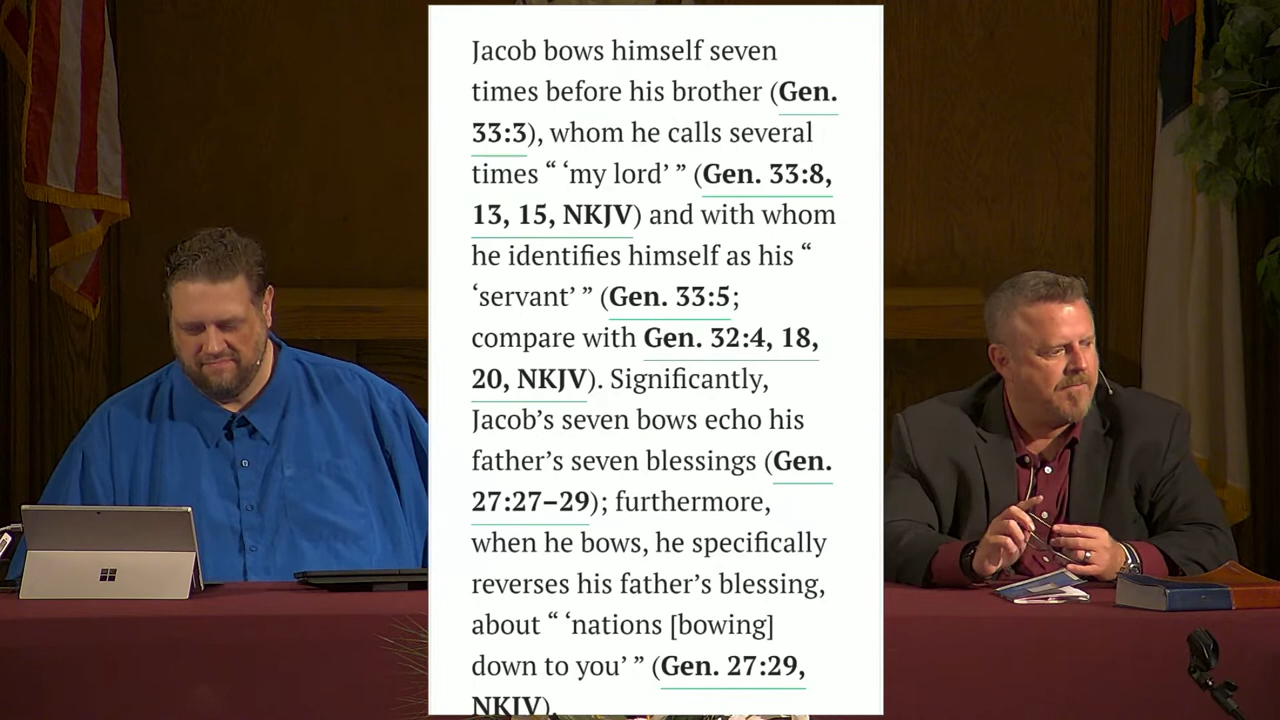 Jacob bows himself seven
times before his brother (Gen.
33:3), whom he calls several
times “ ‘my lord’ ” (Gen. 33:8,
13, 15, NKJV) and with whom
he identifies himself as his “
‘servant’ ” (Gen. 33:5;
compare with Gen. 32:4, 18,
20, NKJV). Significantly,
Jacob’s seven bows echo his
father’s seven blessings (Gen.
27:27–29); furthermore,
when he bows, he specifically
reverses his father’s blessing,
about “ ‘nations [bowing]
down to you’ ” (Gen. 27:29,
NKJV).